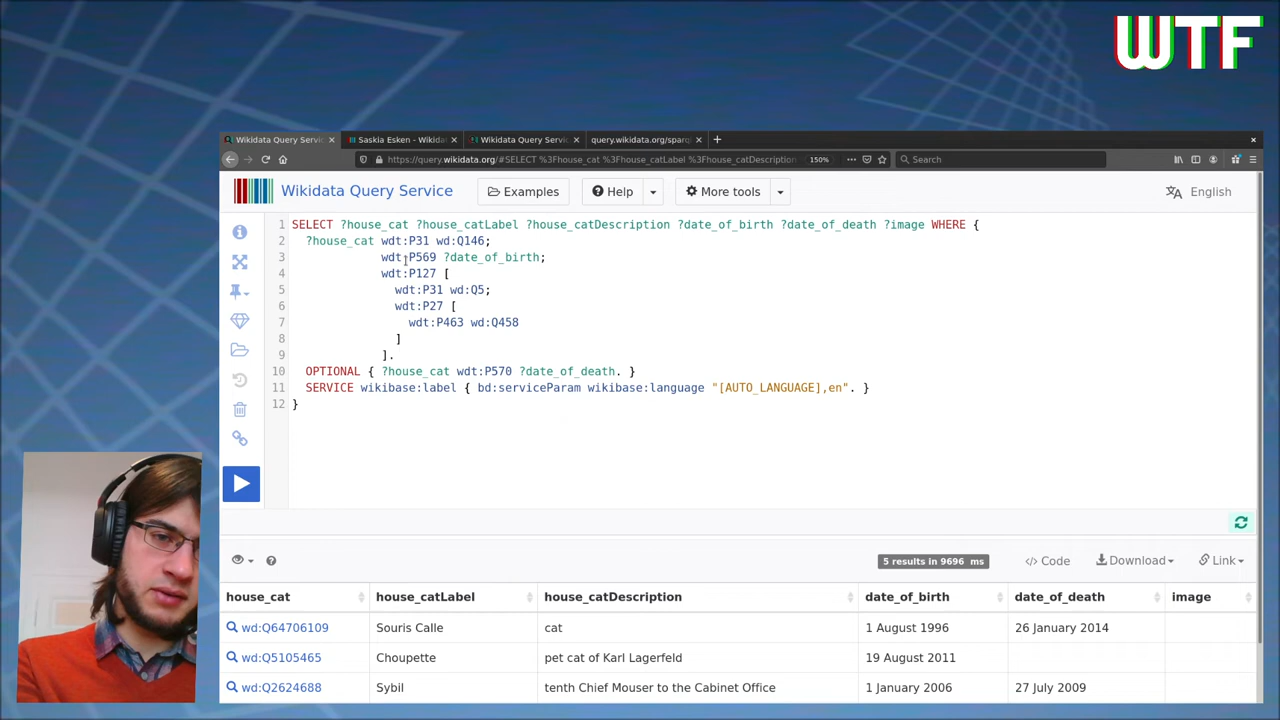 WTF
Wikidata Query Servic × Saskia Esken - Wikida × Wikidata Query Servic × query.wikidata.org/sparq × +
https://query.wikidata.org/#SELECT %3Fhouse_cat %3Fhouse_catLabel %3Fhouse_catDescription 150% Search
Wikidata Query Service Examples Help More tools English
1 SELECT ?house_cat ?house_catLabel ?house_catDescription ?date_of_birth ?date_of_death ?image WHERE {
2 ?house_cat wdt:P31 wd:Q146;
3 wdt:P569 ?date_of_birth;
4 wdt:P127 [
5 wdt:P31 wd:Q5;
6 wdt:P27 [
7 wdt:P463 wd:Q458
8 ]
9 ].
10 OPTIONAL { ?house_cat wdt:P570 ?date_of_death. }
11 SERVICE wikibase:label { bd:serviceParam wikibase:language "[AUTO_LANGUAGE],en". }
12 }
5 results in 9696 ms </> Code Download Link
house_cat house_catLabel house_catDescription date_of_birth date_of_death image
wd:Q64706109 Souris Calle cat 1 August 1996 26 January 2014
wd:Q5105465 Choupette pet cat of Karl Lagerfeld 19 August 2011
wd:Q2624688 Sybil tenth Chief Mouser to the Cabinet Office 1 January 2006 27 July 2009